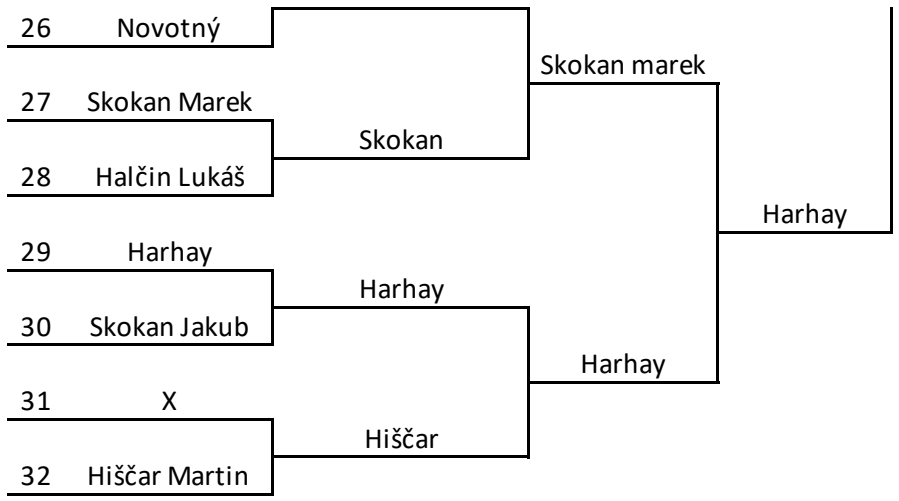 26 Novotný
Skokan marek
27 Skokan Marek
Skokan
28 Halčin Lukáš
Harhay
29 Harhay
Harhay
30 Skokan Jakub
Harhay
31 X
Hiščar
32 Hiščar Martin